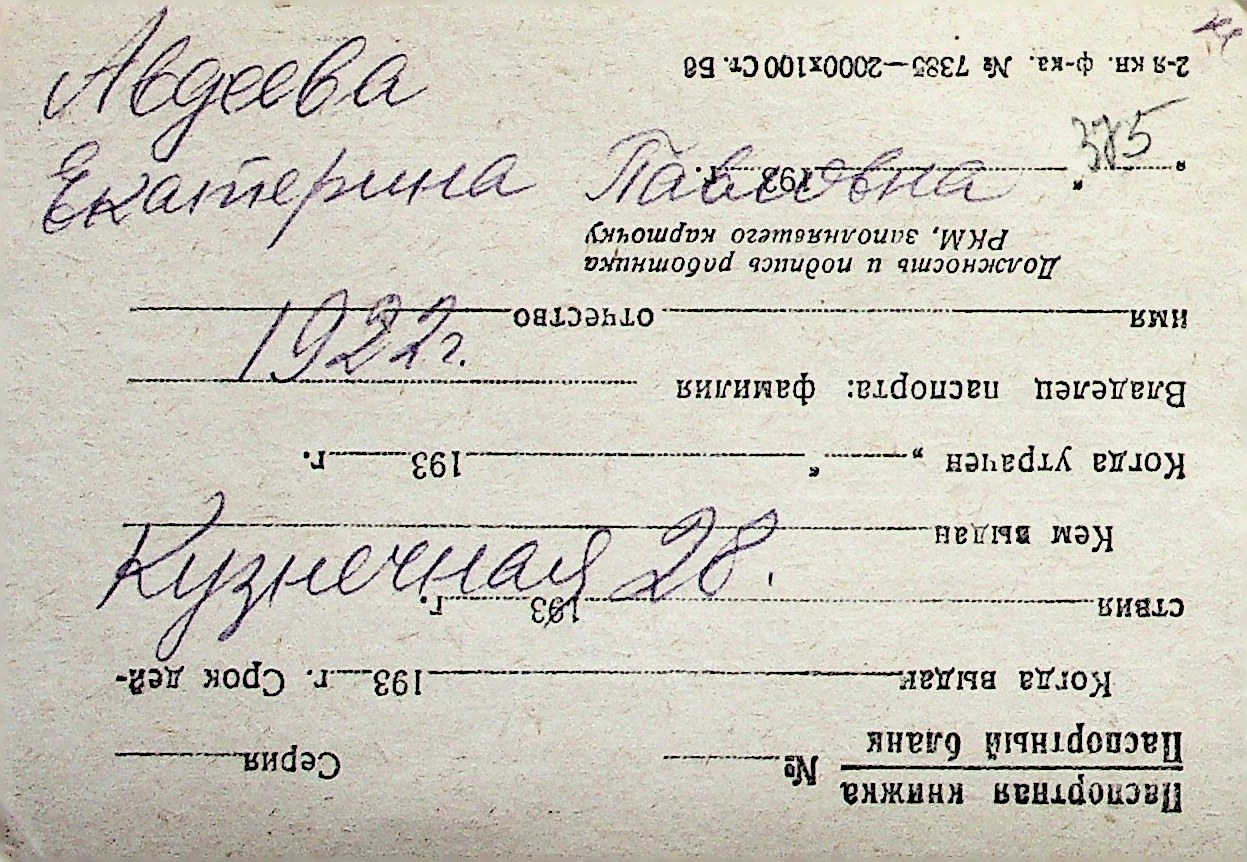 Авдеева
Екатерина Павловна
1922 г.
Кузнечная 28.
385
Паспортная книжка
Паспортный бланк
№ Серия
Когда выдан 193 г. Срок дей-
ствия 193 г.
Кем выдан
Когда утрачен „ “ 193 г.
Владелец паспорта: фамилия
имя отчество
Должность и подпись работника
РКМ, заполнявшего карточку
„ “ 193 г.
2-я кн. ф-ка. № 7385—2000х100 Ст. Б8